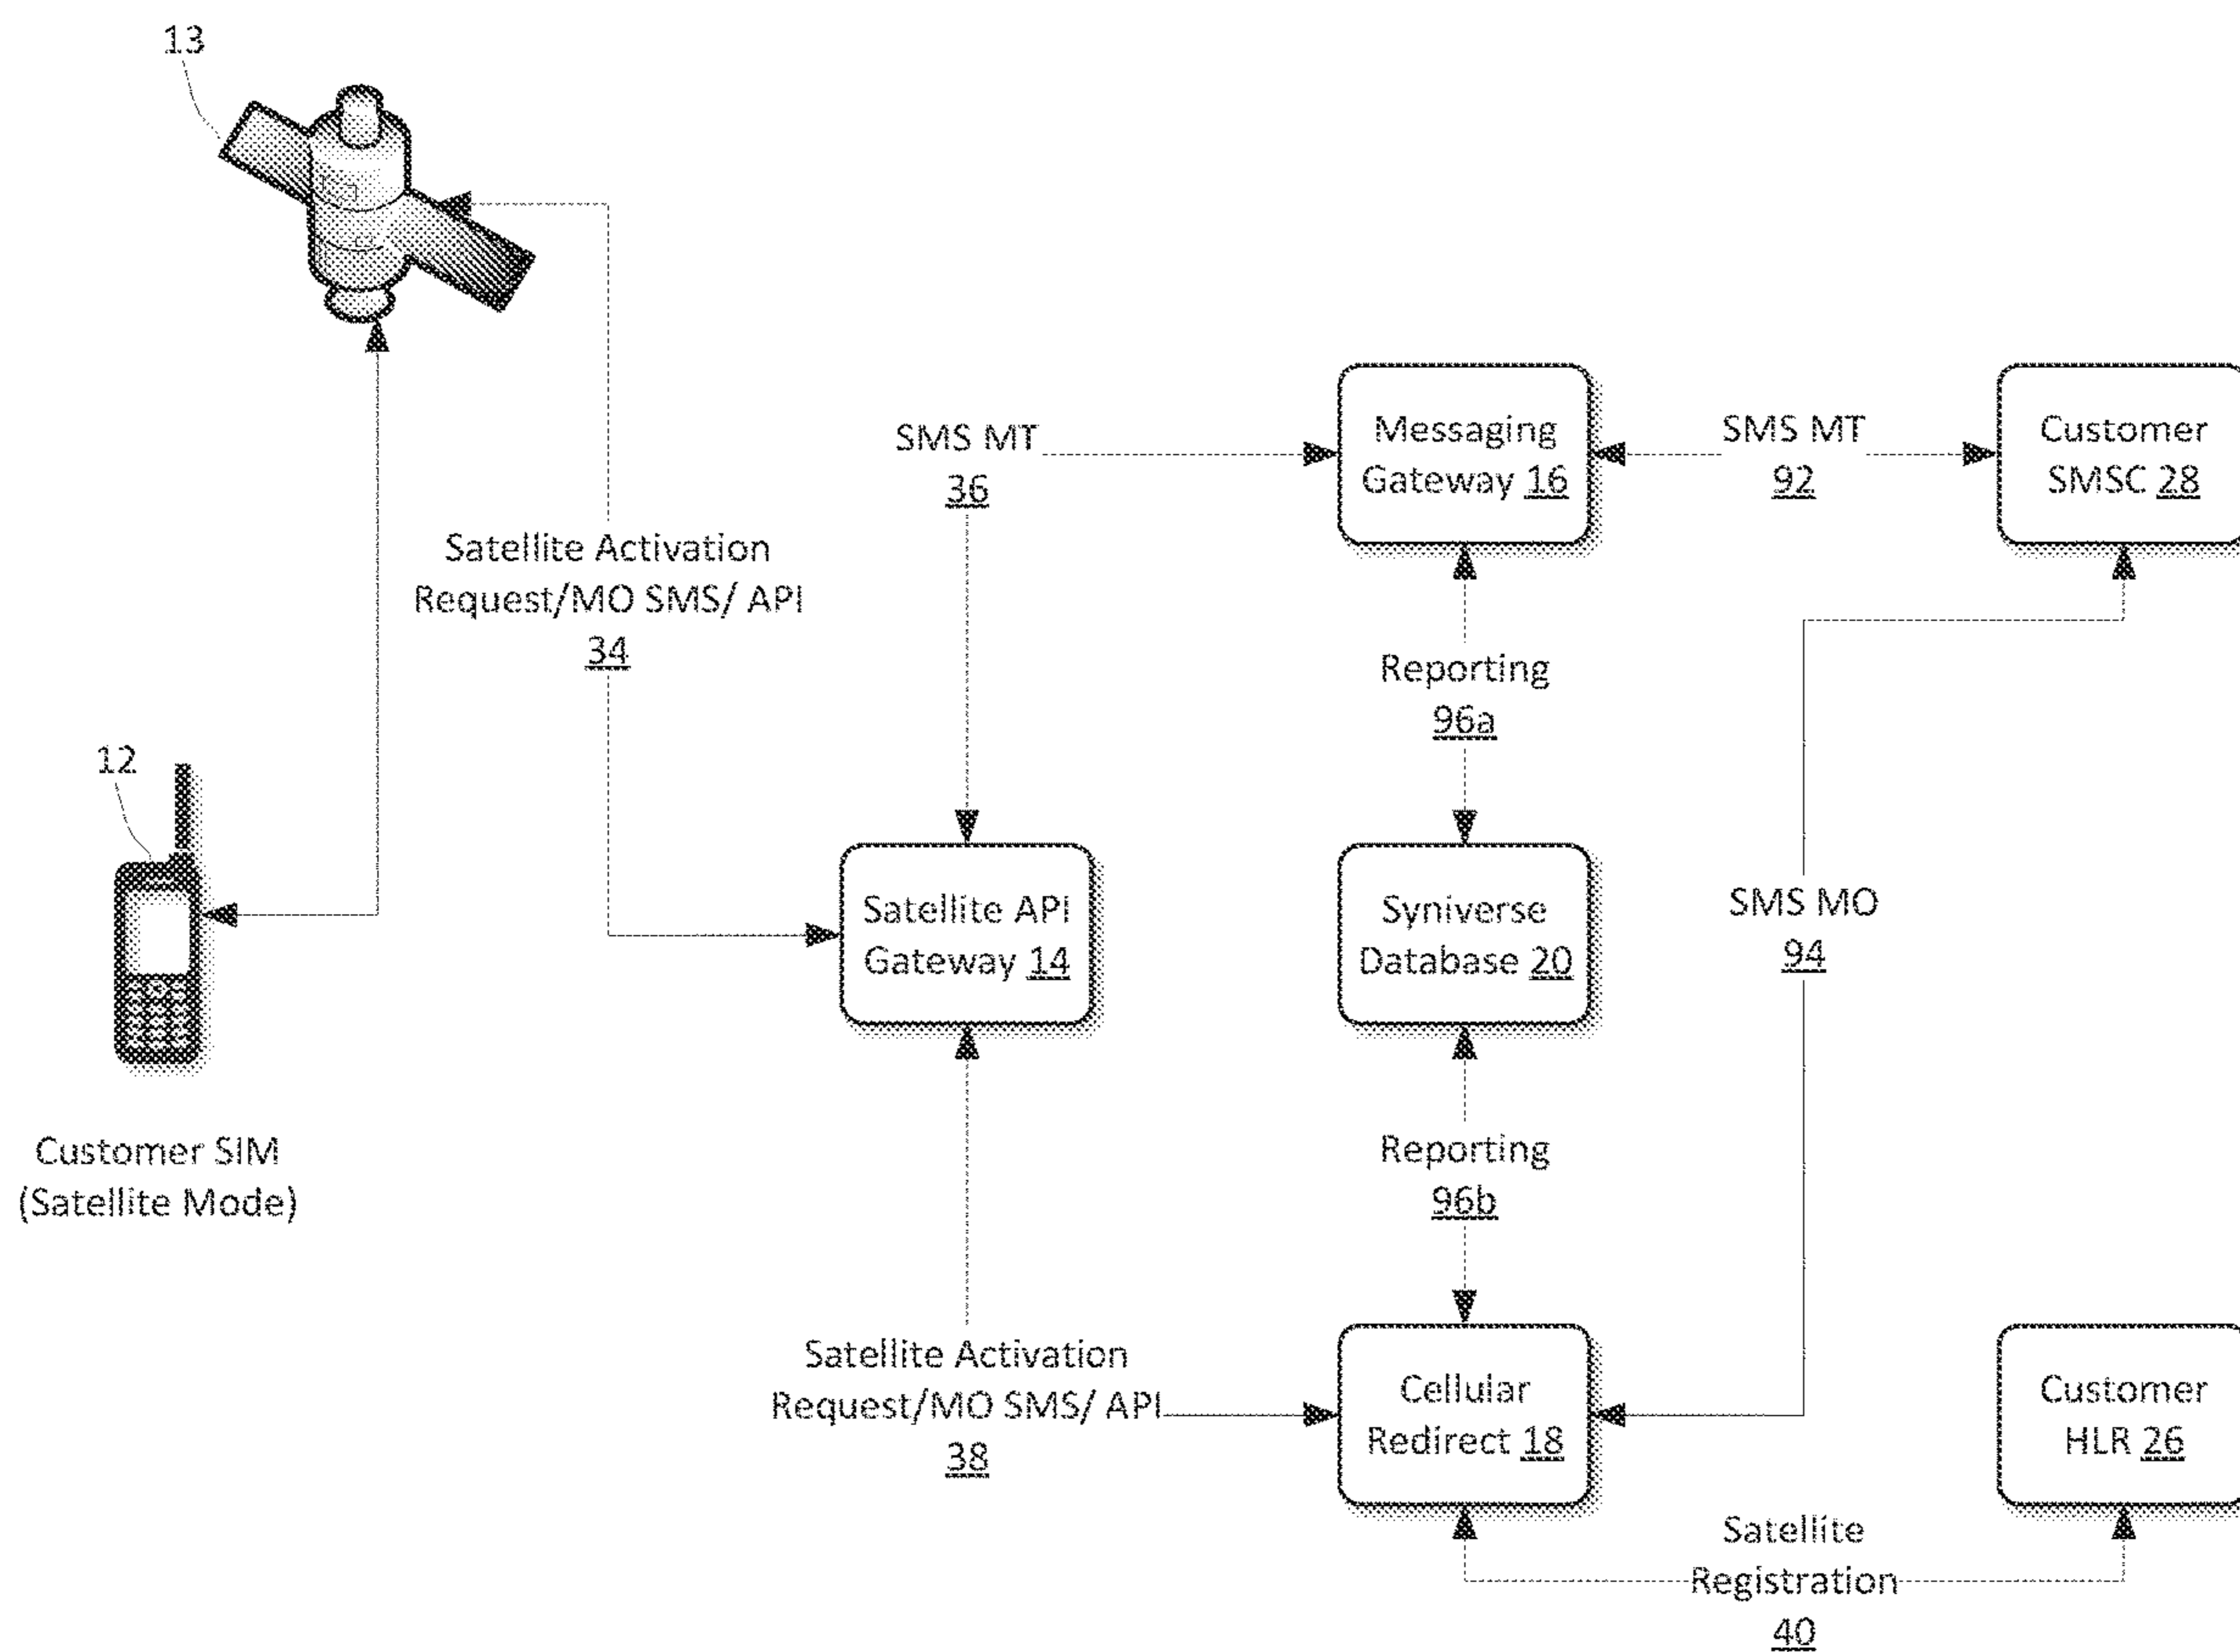 13
SMS MT
36
Messaging
Gateway 16
SMS MT
92
Customer
SMSC 28
Satellite Activation
Request/MO SMS/ API
34
Reporting
96a
12
Satellite API
Gateway 14
Syniverse
Database 20
SMS MO
94
Customer SIM
(Satellite Mode)
Reporting
96b
Satellite Activation
Request/MO SMS/ API
38
Cellular
Redirect 18
Customer
HLR 26
Satellite
Registration
40